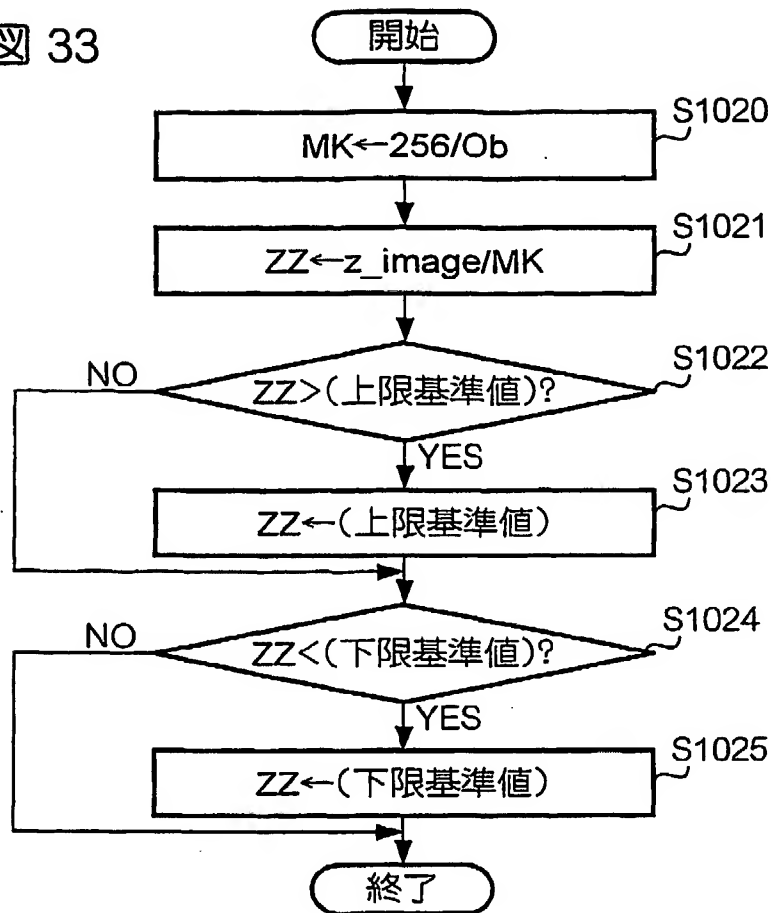 図 33
開始
S1020
MK←256/Ob
S1021
ZZ←z_image/MK
S1022
NO
ZZ>(上限基準値)?
YES
S1023
ZZ←(上限基準値)
S1024
NO
ZZ<(下限基準値)?
YES
S1025
ZZ←(下限基準値)
終了